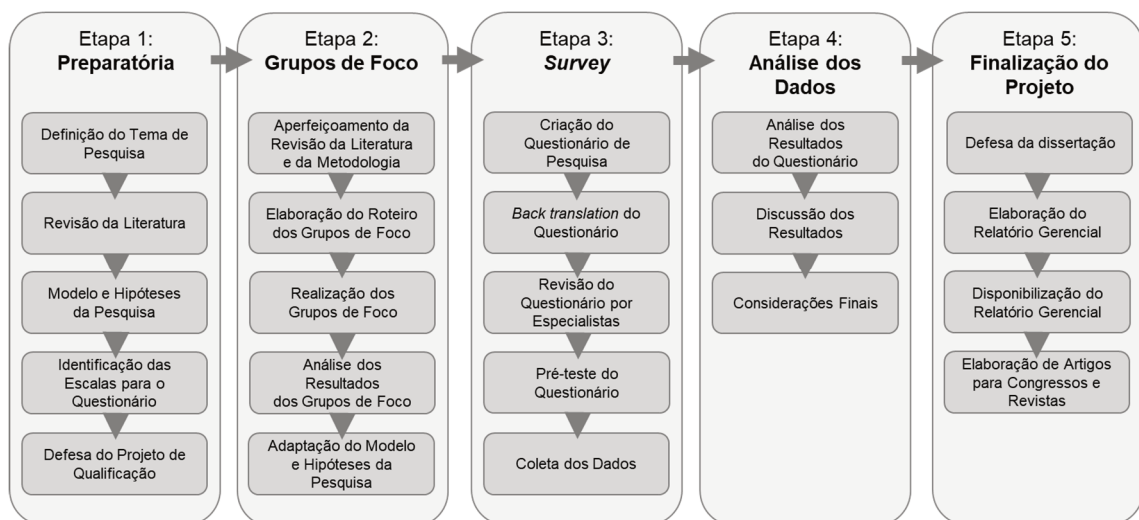 Etapa 1:
Preparatória
Definição do Tema de
Pesquisa
Revisão da Literatura
Modelo e Hipóteses
da Pesquisa
Identificação das
Escalas para o
Questionário
Defesa do Projeto de
Qualificação
Etapa 2:
Grupos de Foco
Aperfeiçoamento da
Revisão da Literatura
e da Metodologia
Elaboração do Roteiro
dos Grupos de Foco
Realização dos
Grupos de Foco
Análise dos
Resultados
dos Grupos de Foco
Adaptação do Modelo
e Hipóteses da
Pesquisa
Etapa 3:
Survey
Criação do
Questionário de
Pesquisa
Back translation do
Questionário
Revisão do
Questionário por
Especialistas
Pré-teste do
Questionário
Coleta dos Dados
Etapa 4:
Análise dos
Dados
Análise dos
Resultados
do Questionário
Discussão dos
Resultados
Considerações Finais
Etapa 5:
Finalização do
Projeto
Defesa da dissertação
Elaboração do
Relatório Gerencial
Disponibilização do
Relatório Gerencial
Elaboração de Artigos
para Congressos e
Revistas